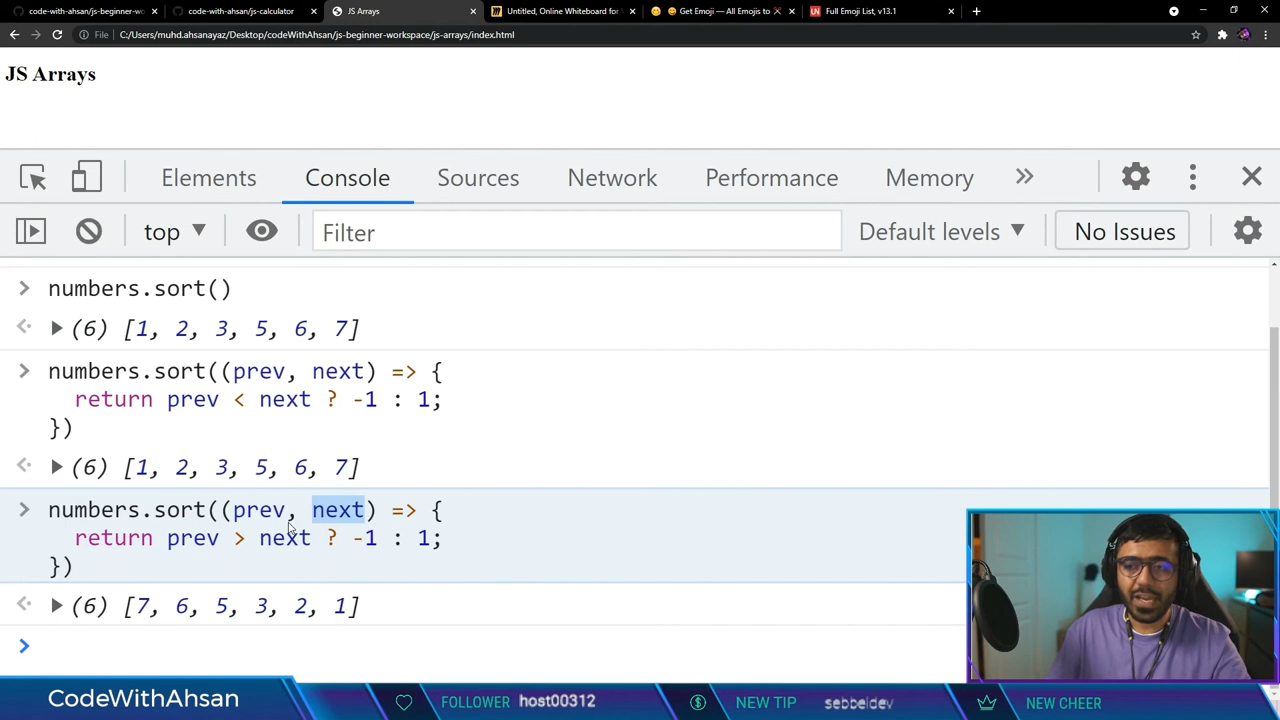 code-with-ahsan/js-beginner-wo
code-with-ahsan/js-calculator
JS Arrays
Untitled, Online Whiteboard for
😀 Get Emoji — All Emojis to ✂️
Full Emoji List, v13.1
File
C:/Users/muhd.ahsanayaz/Desktop/codeWithAhsan/js-beginner-workspace/js-arrays/index.html
JS Arrays
Elements Console Sources Network Performance Memory
top Filter Default levels No Issues
> numbers.sort()
(6) [1, 2, 3, 5, 6, 7]
> numbers.sort((prev, next) => {
return prev < next ? -1 : 1;
})
(6) [1, 2, 3, 5, 6, 7]
> numbers.sort((prev, next) => {
return prev > next ? -1 : 1;
})
(6) [7, 6, 5, 3, 2, 1]
>
CodeWithAhsan
FOLLOWER host00312
NEW TIP sebbeldev
NEW CHEER